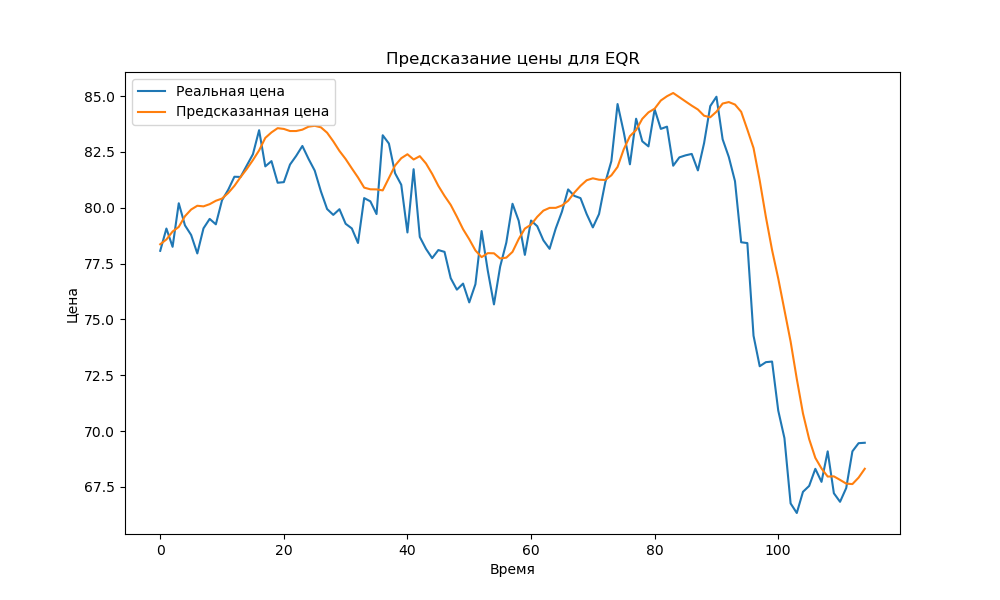 Предсказание цены для EQR
Реальная цена
Предсказанная цена
85.0
82.5
80.0
77.5
75.0
72.5
70.0
67.5
Цена
0 20 40 60 80 100
Время